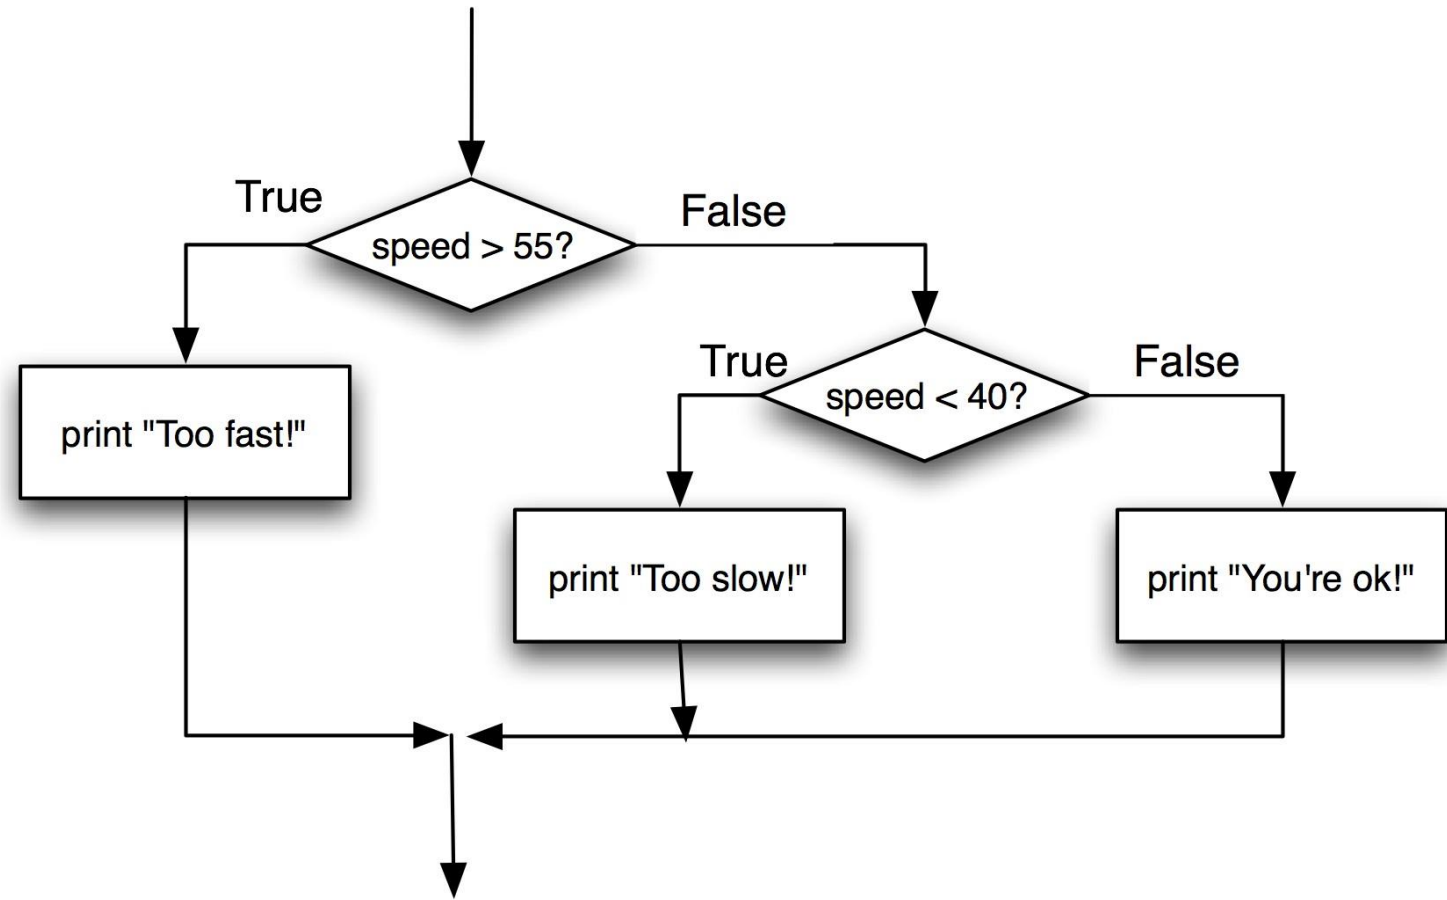 True
False
speed > 55?
True
False
speed < 40?
print "Too fast!"
print "Too slow!"
print "You're ok!"